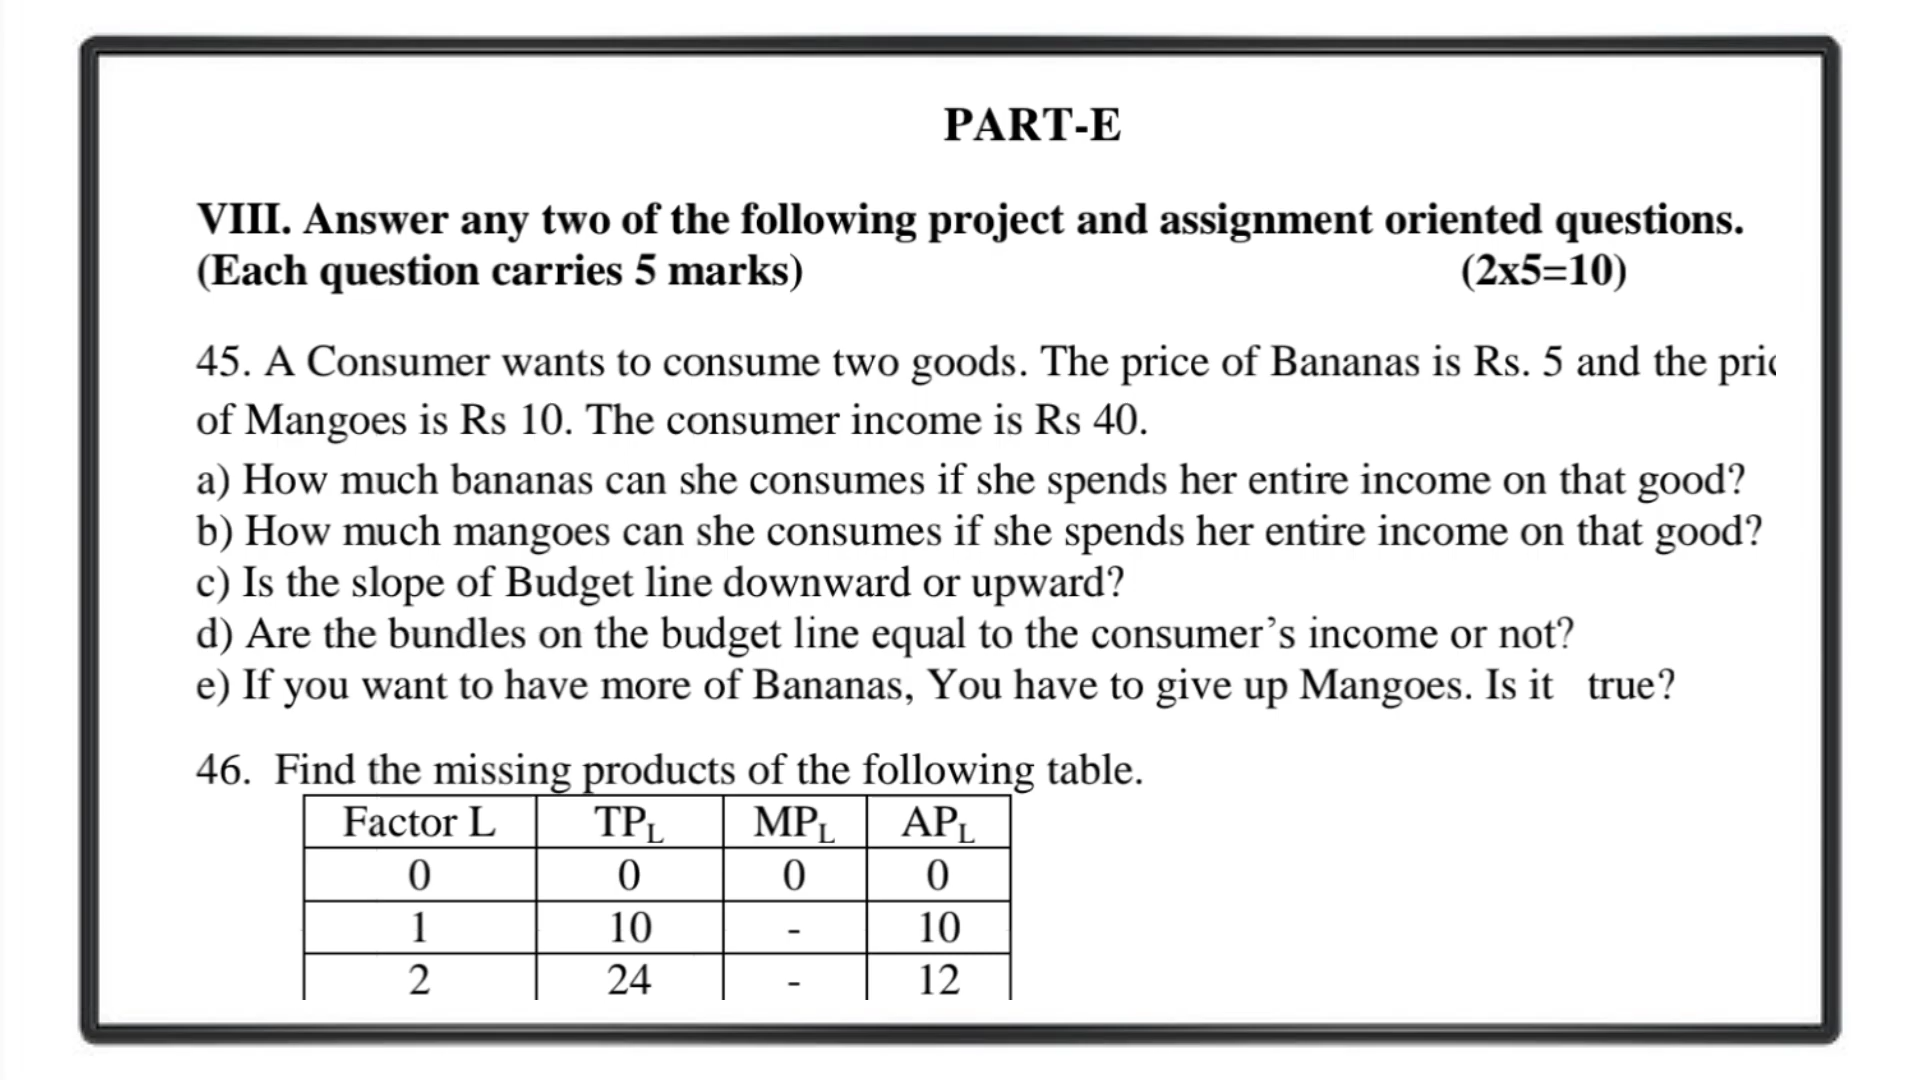 PART-E
VIII. Answer any two of the following project and assignment oriented questions.
(Each question carries 5 marks) (2x5=10)
45. A Consumer wants to consume two goods. The price of Bananas is Rs. 5 and the
of Mangoes is Rs 10. The consumer income is Rs 40.
a) How much bananas can she consumes if she spends her entire income on that good?
b) How much mangoes can she consumes if she spends her entire income on that good?
c) Is the slope of Budget line downward or upward?
d) Are the bundles on the budget line equal to the consumer’s income or not?
e) If you want to have more of Bananas, You have to give up Mangoes. Is it true?
46. Find the missing products of the following table.
Factor L TPL MPL APL
0 0 0 0
1 10 - 10
2 24 - 12